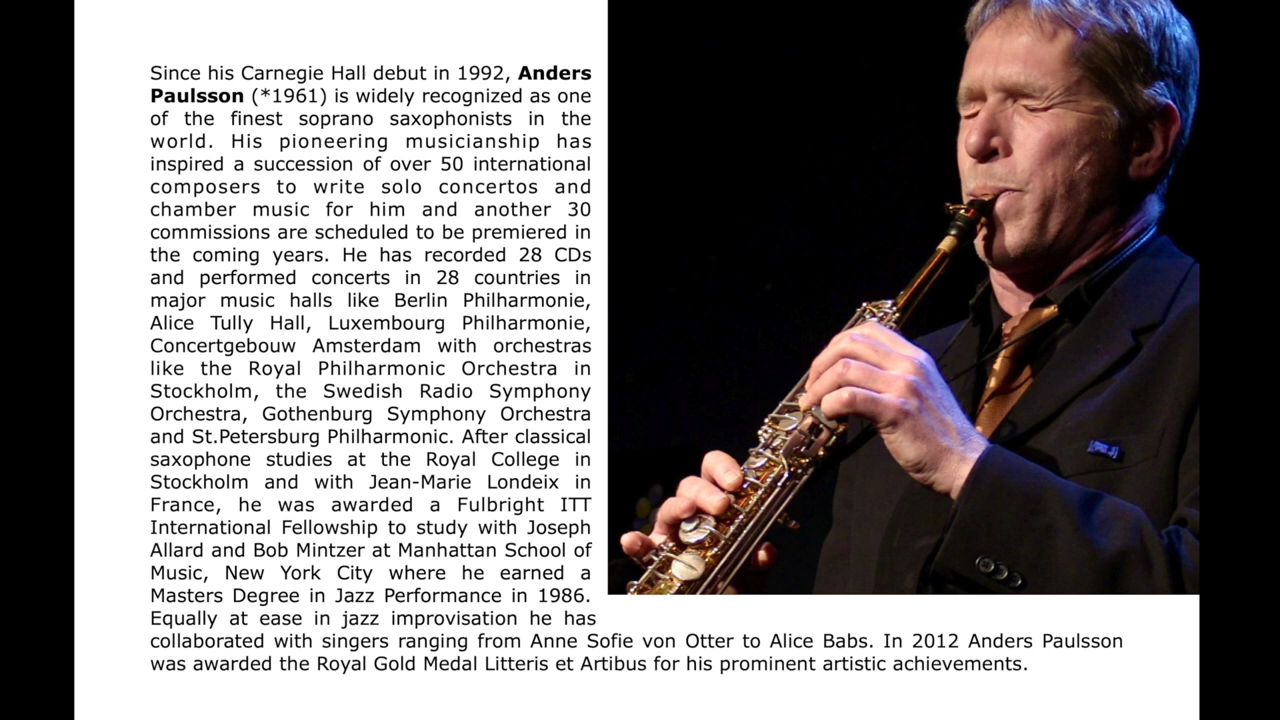 Since his Carnegie Hall debut in 1992, Anders
Paulsson (*1961) is widely recognized as one
of the finest soprano saxophonists in the
world. His pioneering musicianship has
inspired a succession of over 50 international
composers to write solo concertos and
chamber music for him and another 30
commissions are scheduled to be premiered in
the coming years. He has recorded 28 CDs
and performed concerts in 28 countries in
major music halls like Berlin Philharmonie,
Alice Tully Hall, Luxembourg Philharmonie,
Concertgebouw Amsterdam with orchestras
like the Royal Philharmonic Orchestra in
Stockholm, the Swedish Radio Symphony
Orchestra, Gothenburg Symphony Orchestra
and St.Petersburg Philharmonic. After classical
saxophone studies at the Royal College in
Stockholm and with Jean-Marie Londeix in
France, he was awarded a Fulbright ITT
International Fellowship to study with Joseph
Allard and Bob Mintzer at Manhattan School of
Music, New York City where he earned a
Masters Degree in Jazz Performance in 1986.
Equally at ease in jazz improvisation he has
collaborated with singers ranging from Anne Sofie von Otter to Alice Babs. In 2012 Anders Paulsson
was awarded the Royal Gold Medal Litteris et Artibus for his prominent artistic achievements.